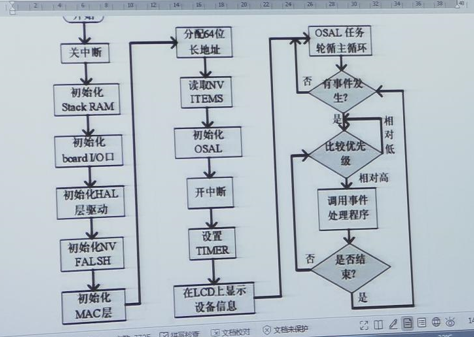 开始
关中断
初始化
Stack RAM
初始化
board I/O口
初始化HAL
层驱动
初始化NV
FALSH
初始化
MAC层
分配64位
长地址
读取NV
ITEMS
初始化
OSAL
开中断
设置
TIMER
在LCD上显示
设备信息
OSAL 任务
轮循主循环
否
有事件发
生?
是
相
对
低
比较优先
级
相对高
调用事件
处理程序
否
是否结
束?
是
拼写检查
文档校对
文档未保护